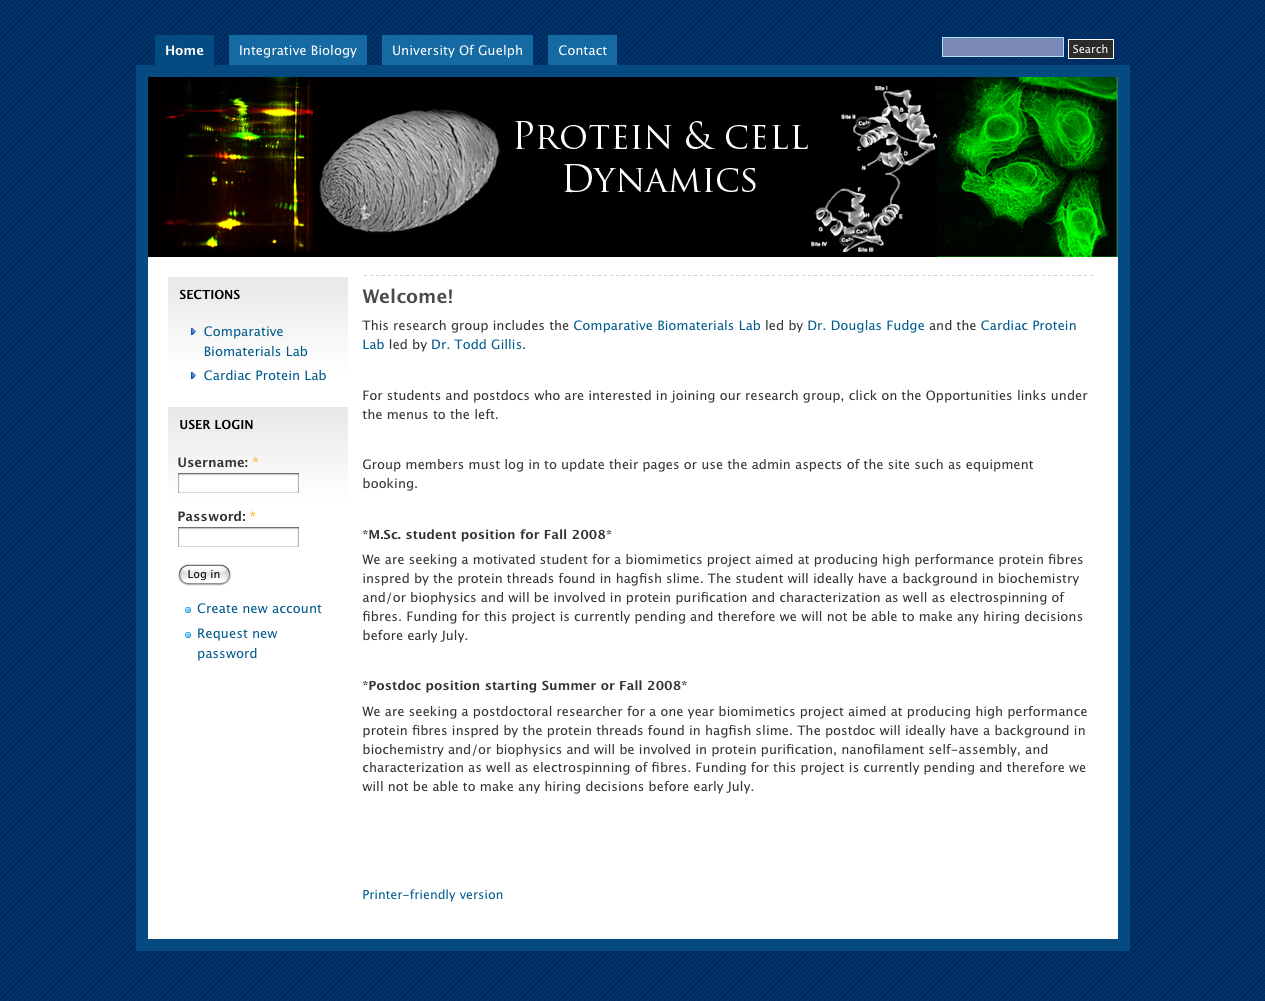 Home
Integrative Biology
University Of Guelph
Contact
Search
PROTEIN & CELL
DYNAMICS
Site I
Site II
Ca²⁺
Ca²⁺
B
A
D
C
N
F
H
E
G
Ca²⁺
Ca²⁺
Site IV
Site III
SECTIONS
Comparative
Biomaterials Lab
Cardiac Protein Lab
USER LOGIN
Username: *
Password: *
Log in
Create new account
Request new
password
Welcome!
This research group includes the Comparative Biomaterials Lab led by Dr. Douglas Fudge and the Cardiac Protein
Lab led by Dr. Todd Gillis.
For students and postdocs who are interested in joining our research group, click on the Opportunities links under
the menus to the left.
Group members must log in to update their pages or use the admin aspects of the site such as equipment
booking.
*M.Sc. student position for Fall 2008*
We are seeking a motivated student for a biomimetics project aimed at producing high performance protein fibres
inspred by the protein threads found in hagfish slime. The student will ideally have a background in biochemistry
and/or biophysics and will be involved in protein purification and characterization as well as electrospinning of
fibres. Funding for this project is currently pending and therefore we will not be able to make any hiring decisions
before early July.
*Postdoc position starting Summer or Fall 2008*
We are seeking a postdoctoral researcher for a one year biomimetics project aimed at producing high performance
protein fibres inspred by the protein threads found in hagfish slime. The postdoc will ideally have a background in
biochemistry and/or biophysics and will be involved in protein purification, nanofilament self-assembly, and
characterization as well as electrospinning of fibres. Funding for this project is currently pending and therefore we
will not be able to make any hiring decisions before early July.
Printer-friendly version